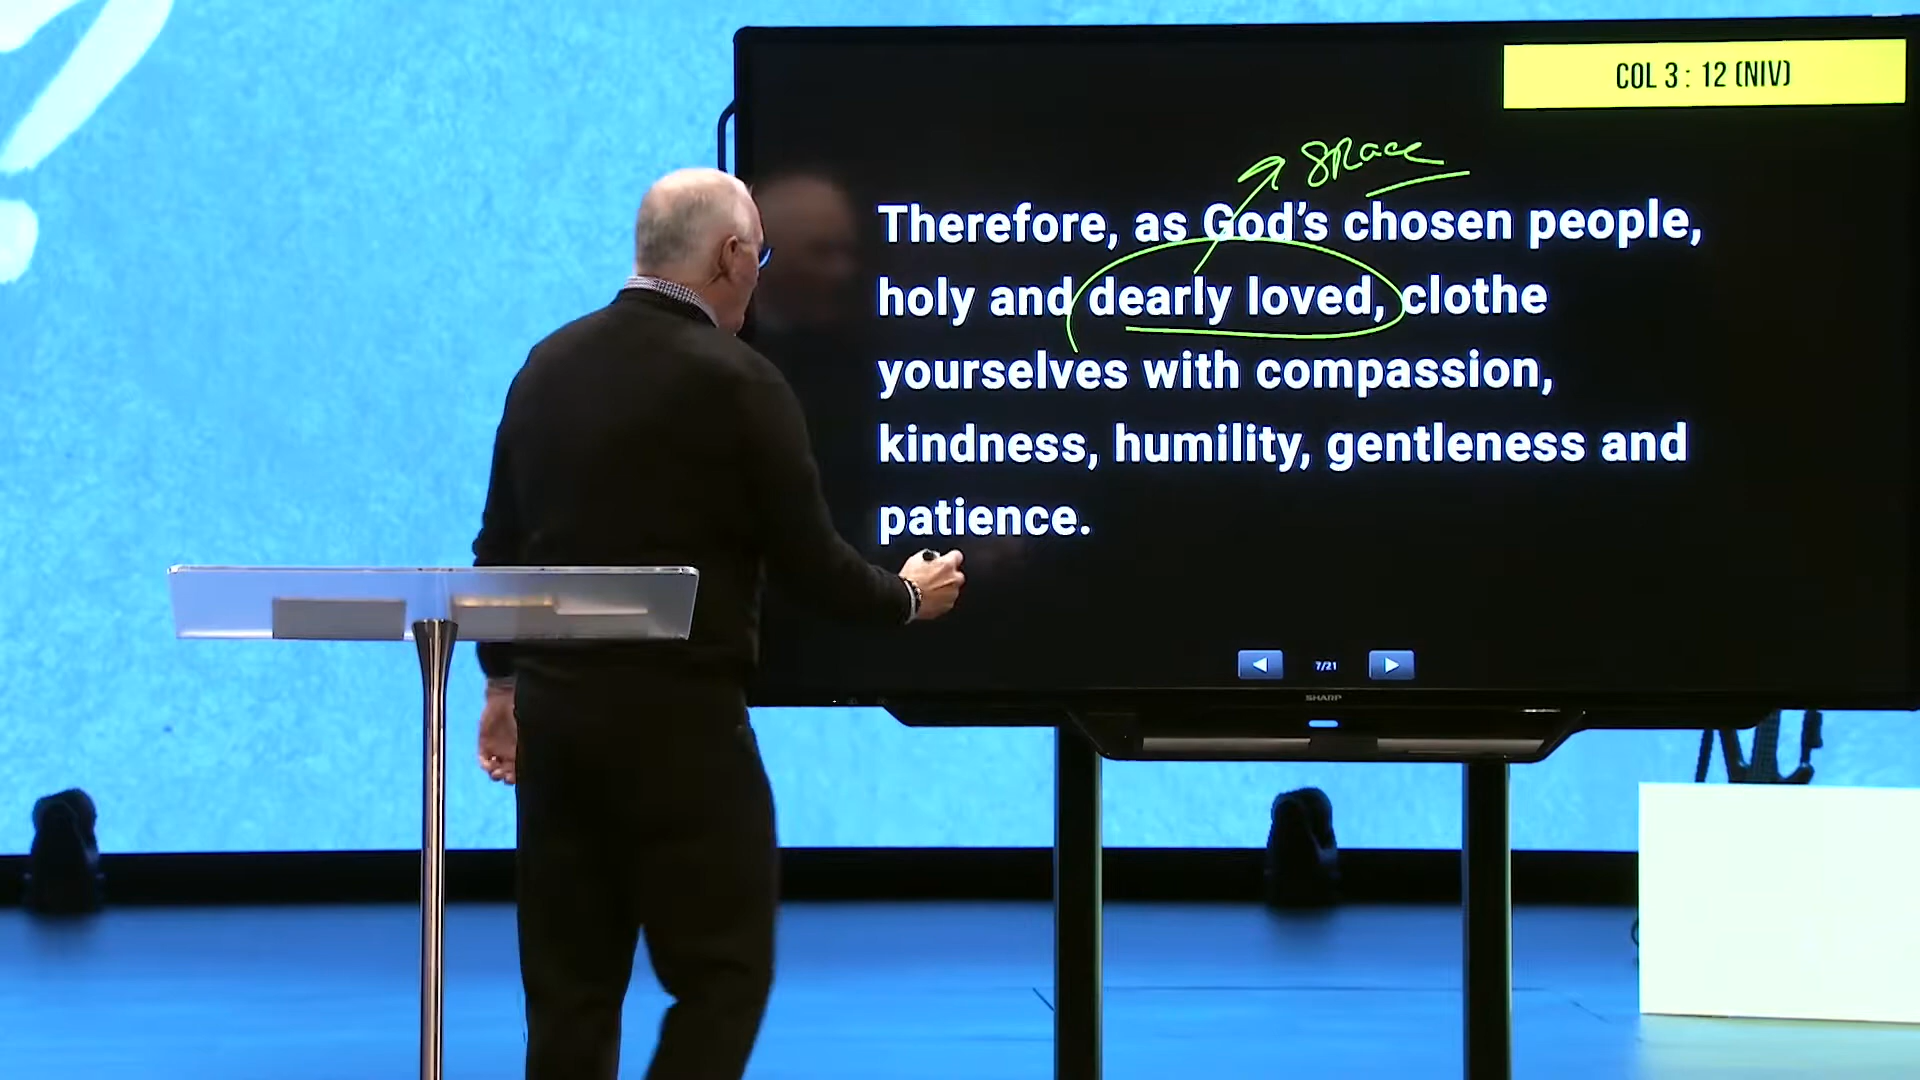 COL 3 : 12 (NIV)
GRace
Therefore, as God's chosen people,
holy and dearly loved, clothe
yourselves with compassion,
kindness, humility, gentleness and
patience.
7/21
SHARP